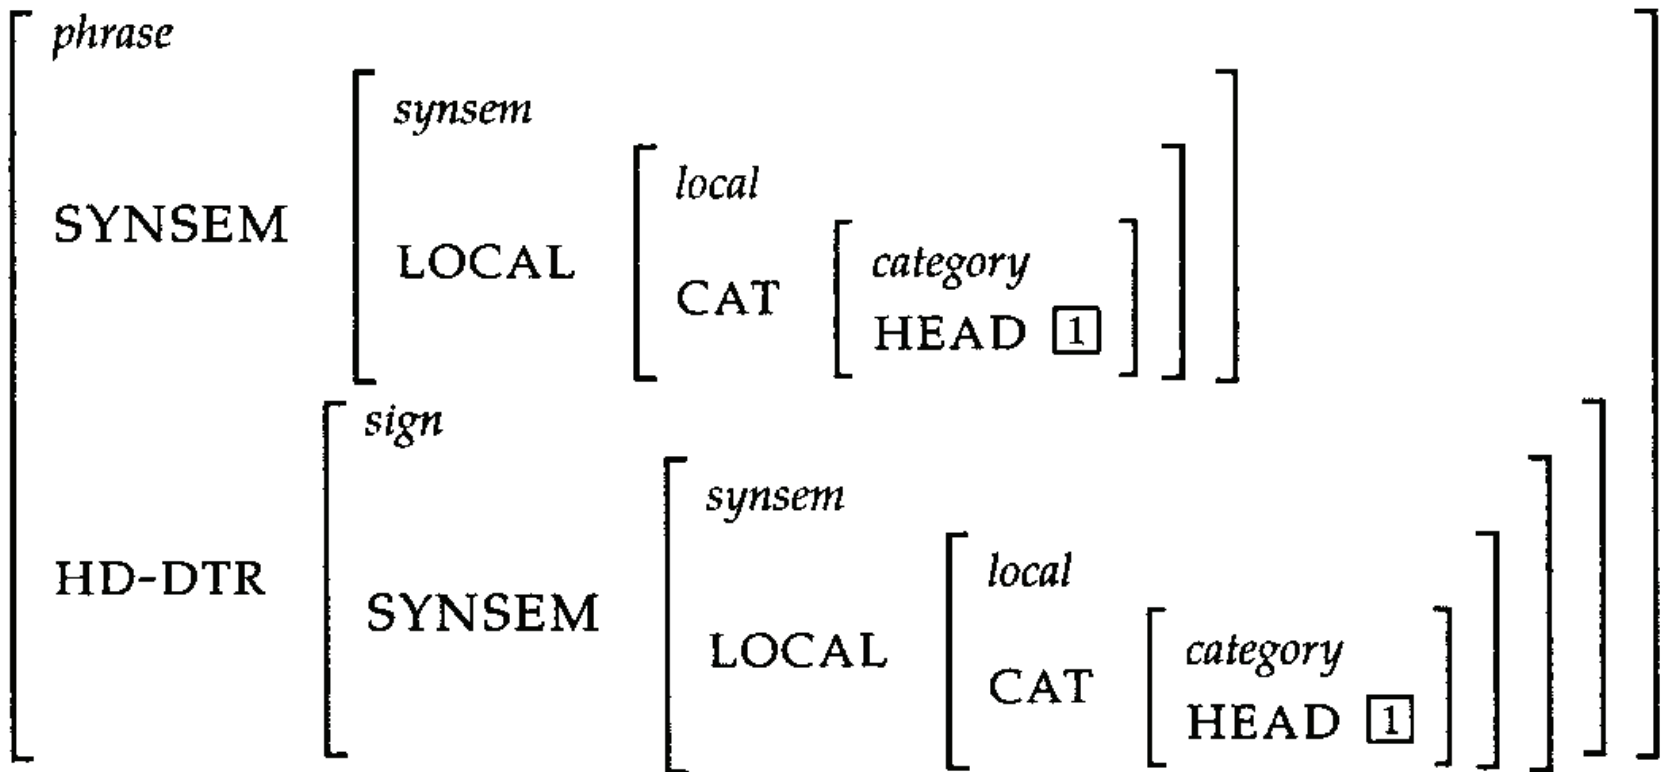 phrase
synsem
local
SYNSEM
LOCAL
category
CAT
HEAD 1
sign
synsem
local
HD-DTR
SYNSEM
LOCAL
category
CAT
HEAD 1